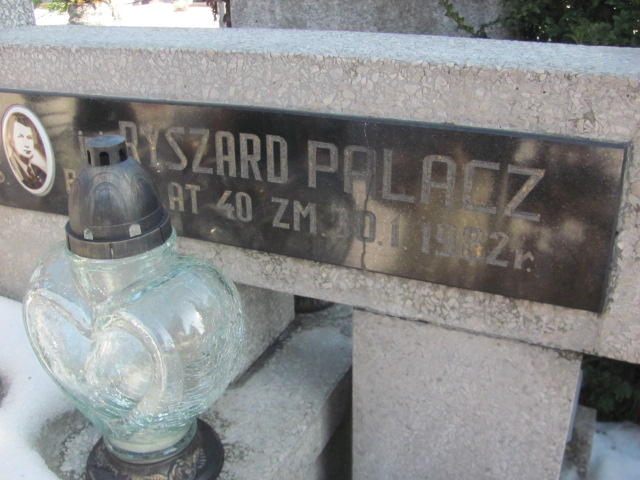 RYSZARD PALACZ
AT 40 ZM. 30.1.1982r.